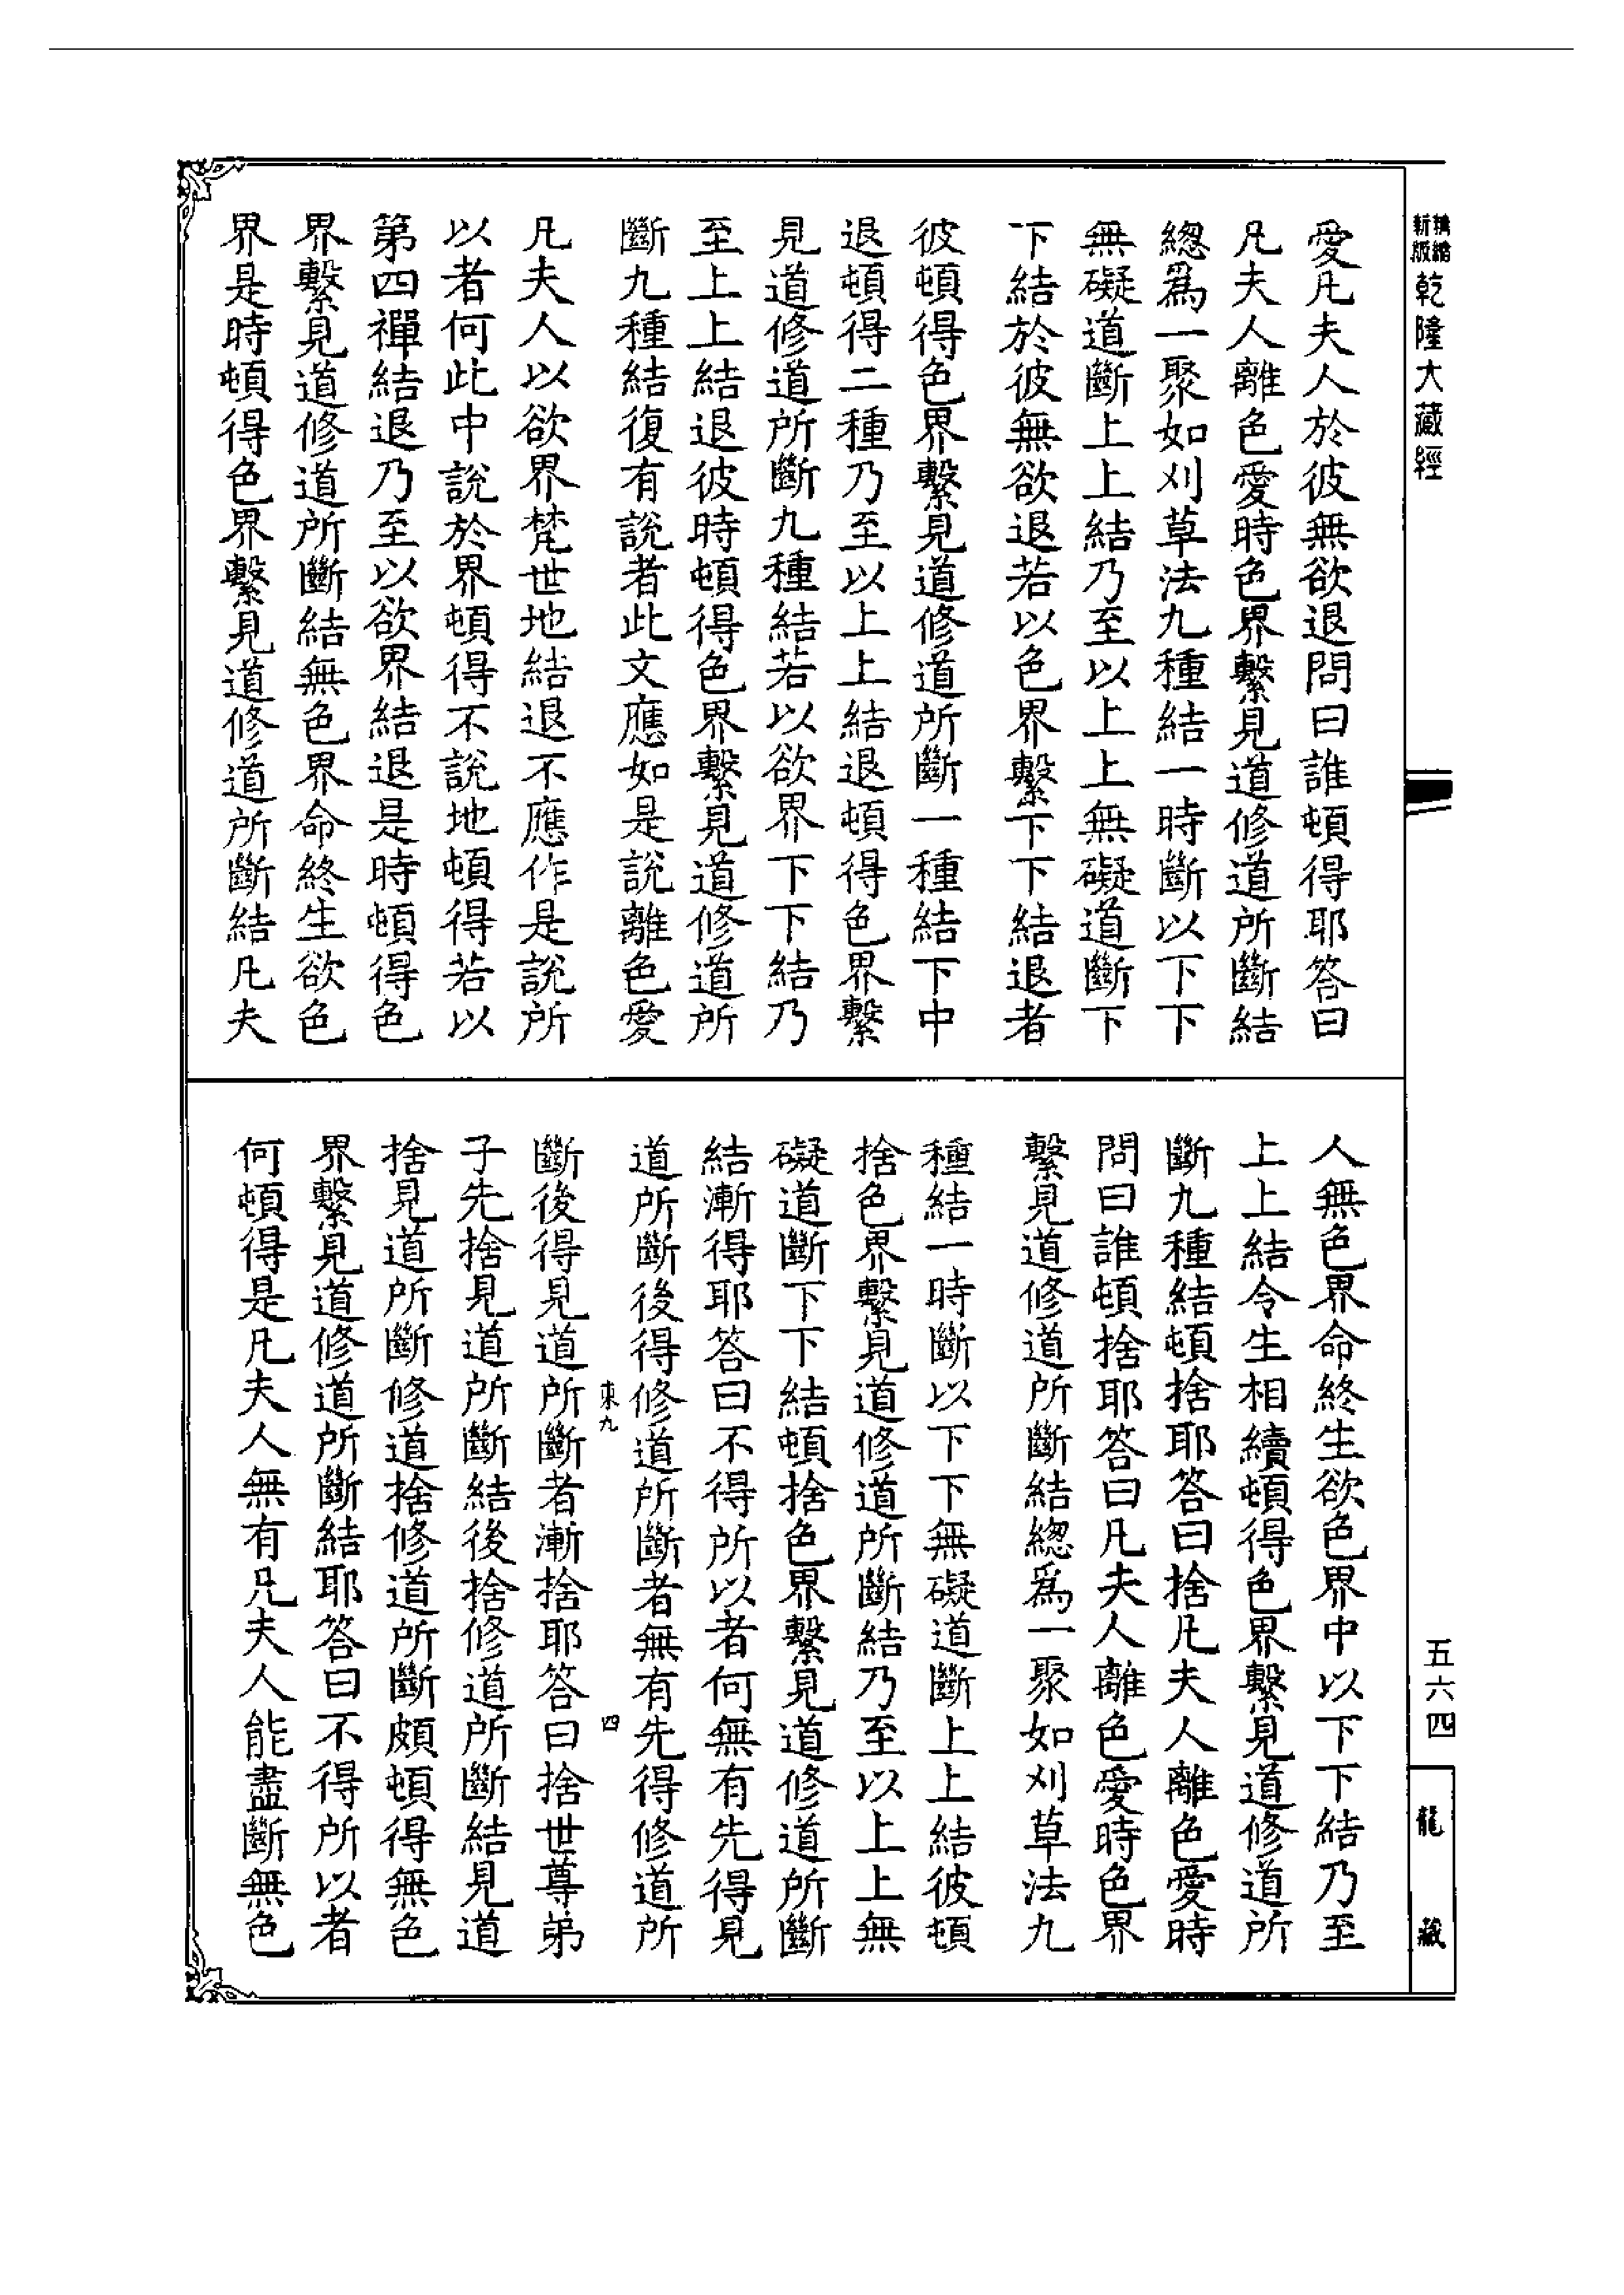 精縮新版乾隆大藏經
愛凡夫人於彼無欲退問曰誰頓得耶答曰
凡夫人離色愛時色界繫見道修道所斷結
總爲一聚如刈草法九種結一時斷以下下
無礙道斷上上結乃至以上上無礙道斷下
下結於彼無欲退若以色界繫下下結退者
彼頓得色界繫見道修道所斷一種結下中
退頓得二種乃至以上上結退頓得色界繫
見道修道所斷九種結若以欲界下下結乃
至上上結退彼時頓得色界繫見道修道所
斷九種結復有說者此文應如是說離色愛
凡夫人以欲界梵世地結退不應作是說所
以者何此中說於界頓得不說地頓得若以
第四禪結退乃至以欲界結退是時頓得色
界繫見道修道所斷結無色界命終生欲色
界是時頓得色界繫見道修道所斷結凡夫
人無色界命終生欲色界中以下下結乃至
上上結令生相續頓得色界繫見道修道所
斷九種結頓捨耶答曰捨凡夫人離色愛時
問曰誰頓捨耶答曰凡夫人離色愛時色界
繫見道修道所斷結總爲一聚如刈草法九
種結一時斷以下下無礙道斷上上結彼頓
捨色界繫見道修道所斷結乃至以上上無
礙道斷下下結頓捨色界繫見道修道所斷
結漸得耶答曰不得所以者何無有先得見
道所斷後得修道所斷者無有先得修道所
東九 四
斷後得見道所斷者漸捨耶答曰捨世尊弟
子先捨見道所斷結後捨修道所斷結見道
捨見道所斷修道捨修道所斷頗頓得無色
界繫見道修道所斷結耶答曰不得所以者
何頓得是凡夫人無有凡夫人能盡斷無色
五六四
龍藏